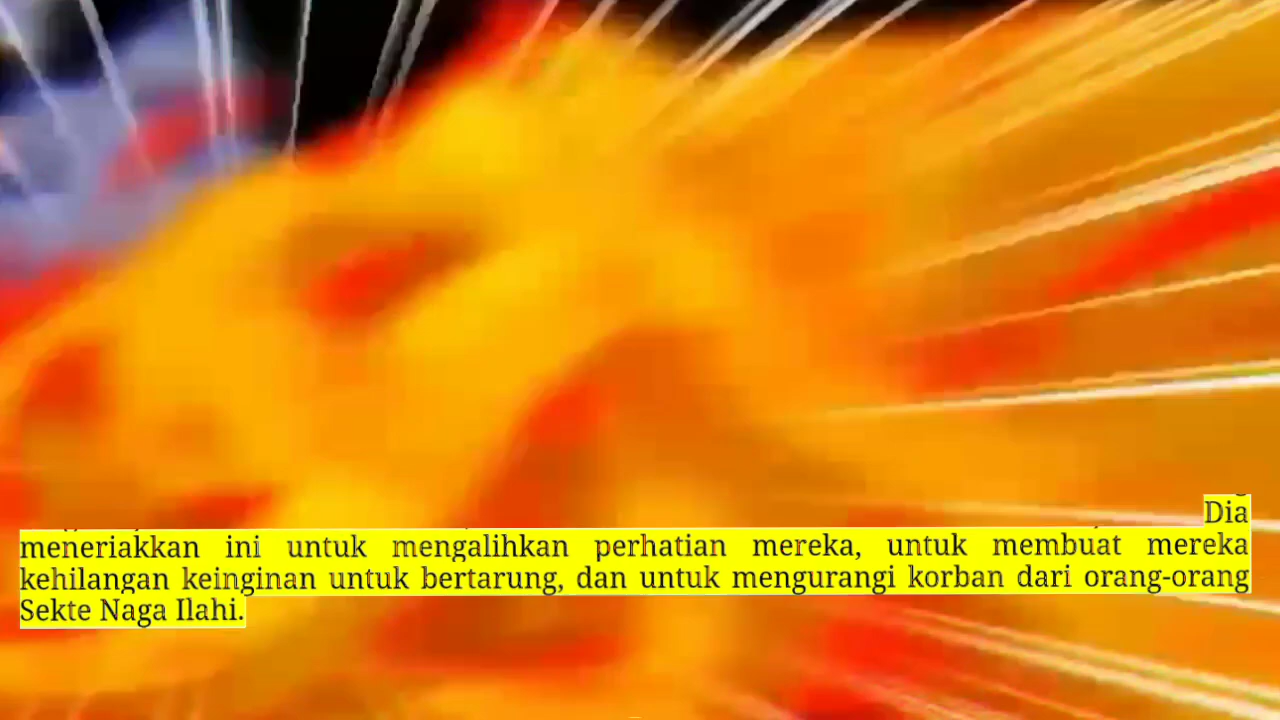 Dia
meneriakkan ini untuk mengalihkan perhatian mereka, untuk membuat mereka
kehilangan keinginan untuk bertarung, dan untuk mengurangi korban dari orang-orang
Sekte Naga Ilahi.